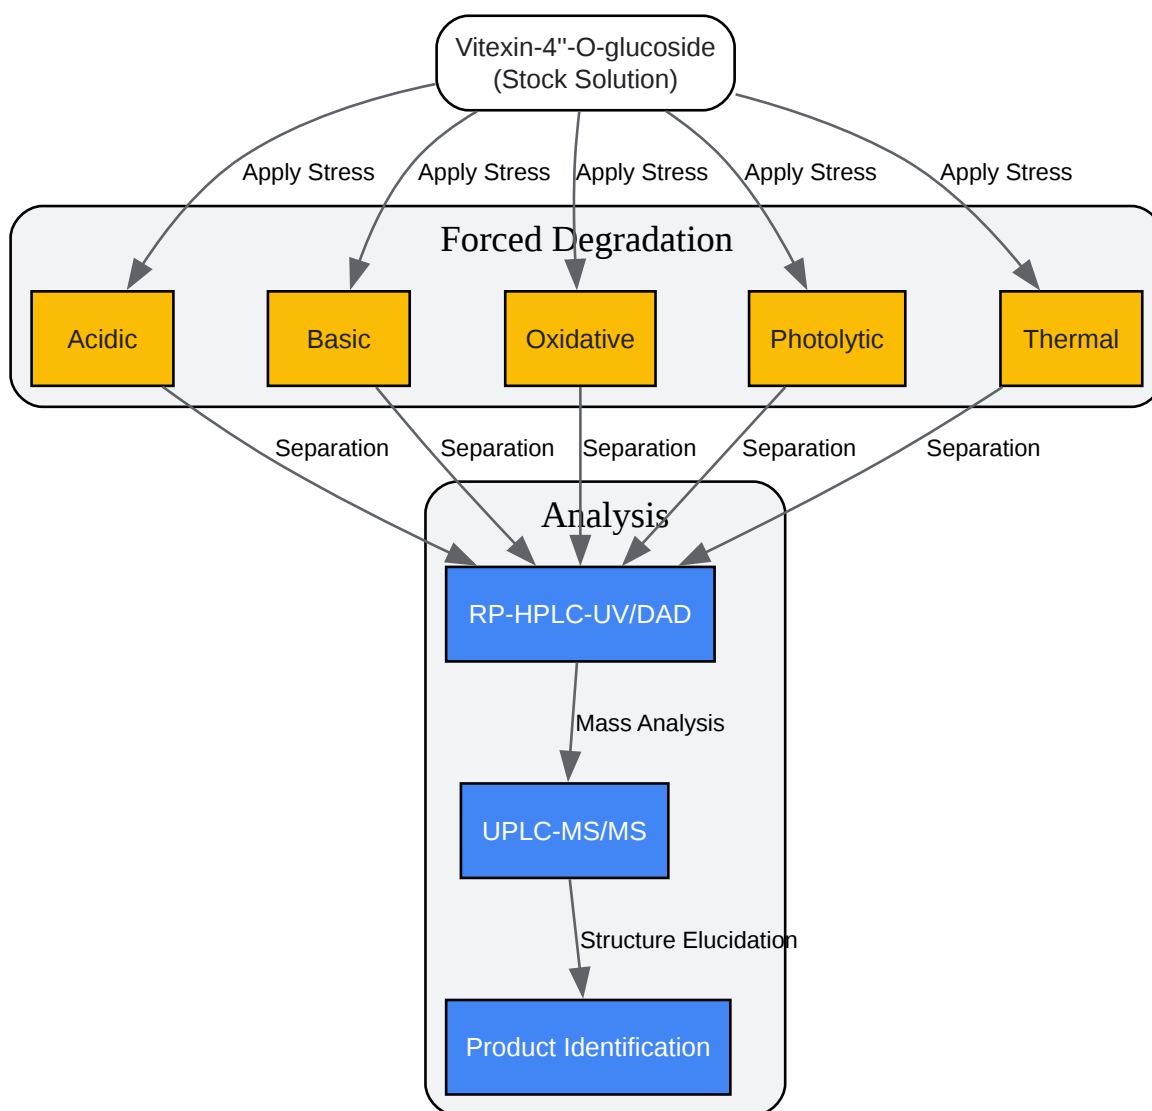 Vitexin-4"-O-glucoside
(Stock Solution)
Apply Stress
Apply Stress
Apply Stress
Apply Stress
Apply Stress
Forced Degradation
Acidic
Basic
Oxidative
Photolytic
Thermal
Separation
Separation
Separation
Separation
Separation
Analysis
RP-HPLC-UV/DAD
Mass Analysis
UPLC-MS/MS
Structure Elucidation
Product Identification